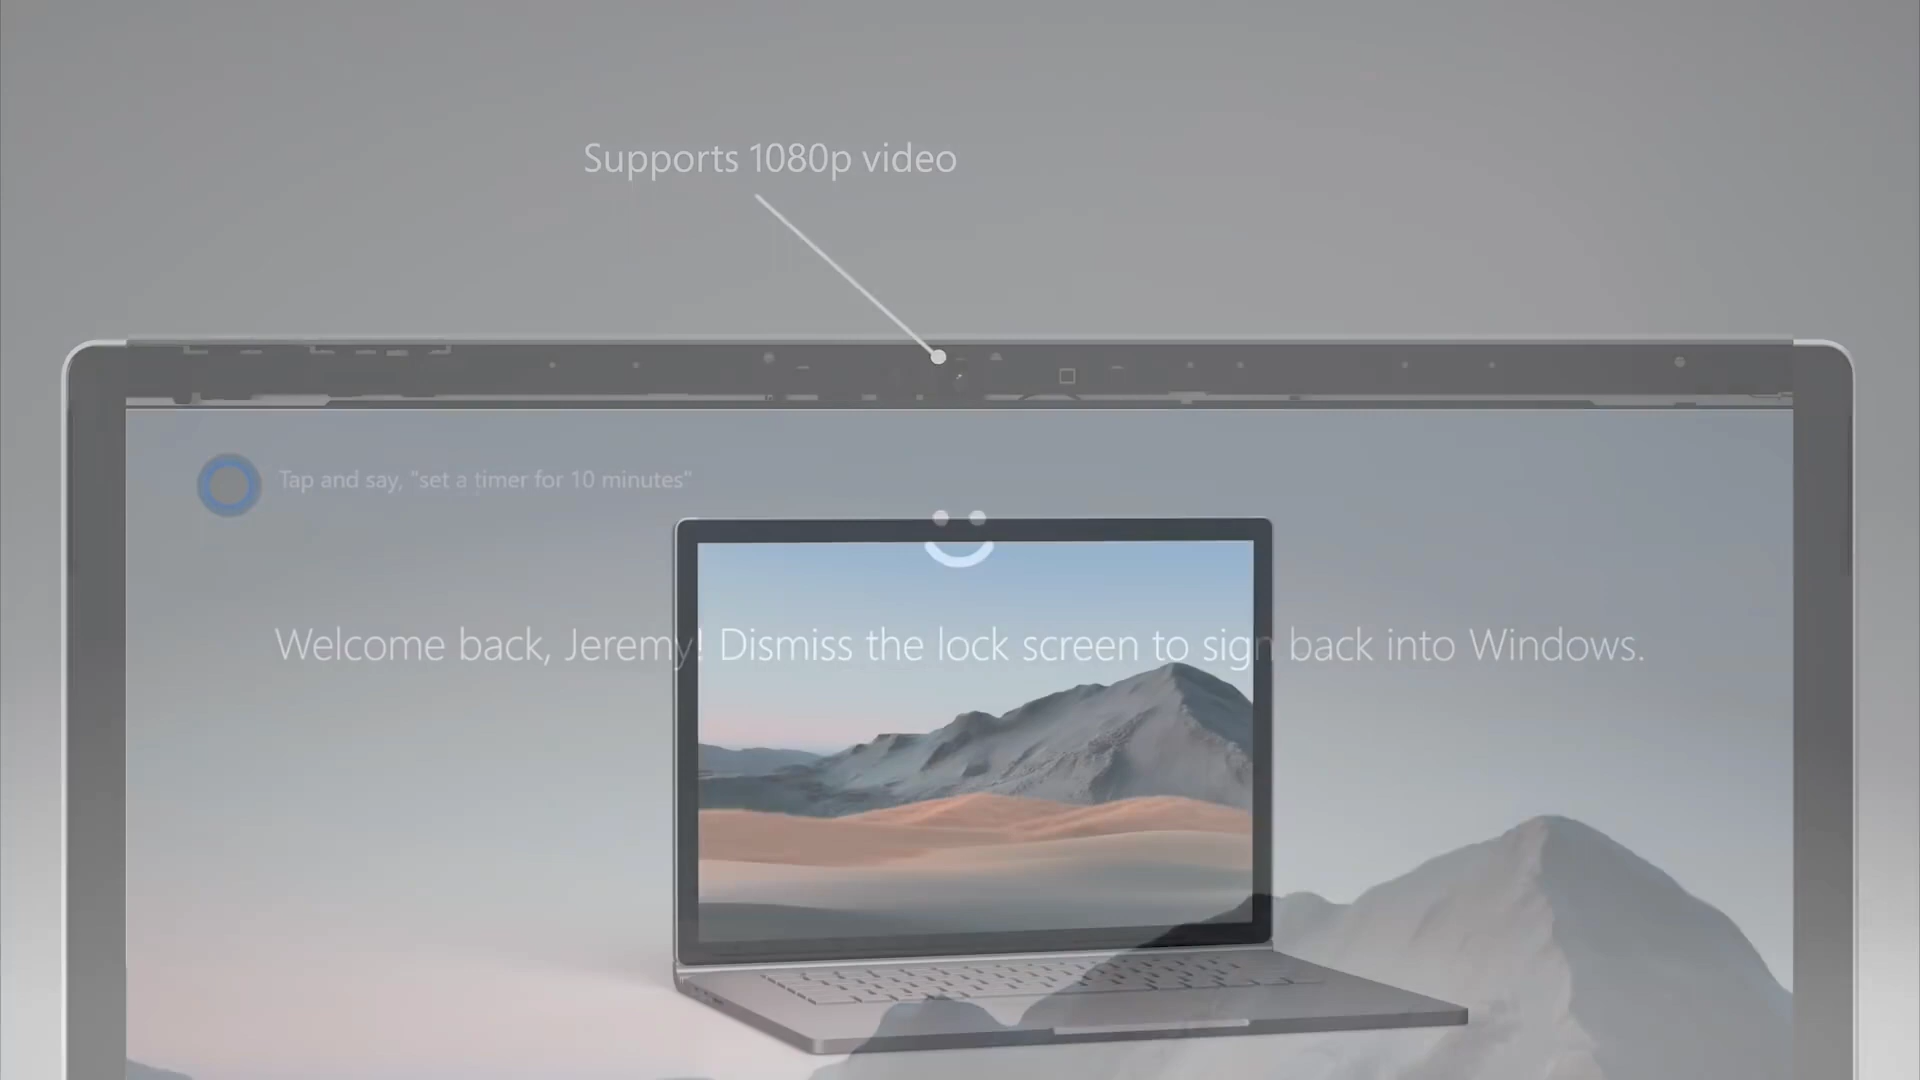 Supports 1080p video
Tap and say, "set a timer for 10 minutes"
Welcome back, Jeremy! Dismiss the lock screen to sign back into Windows.